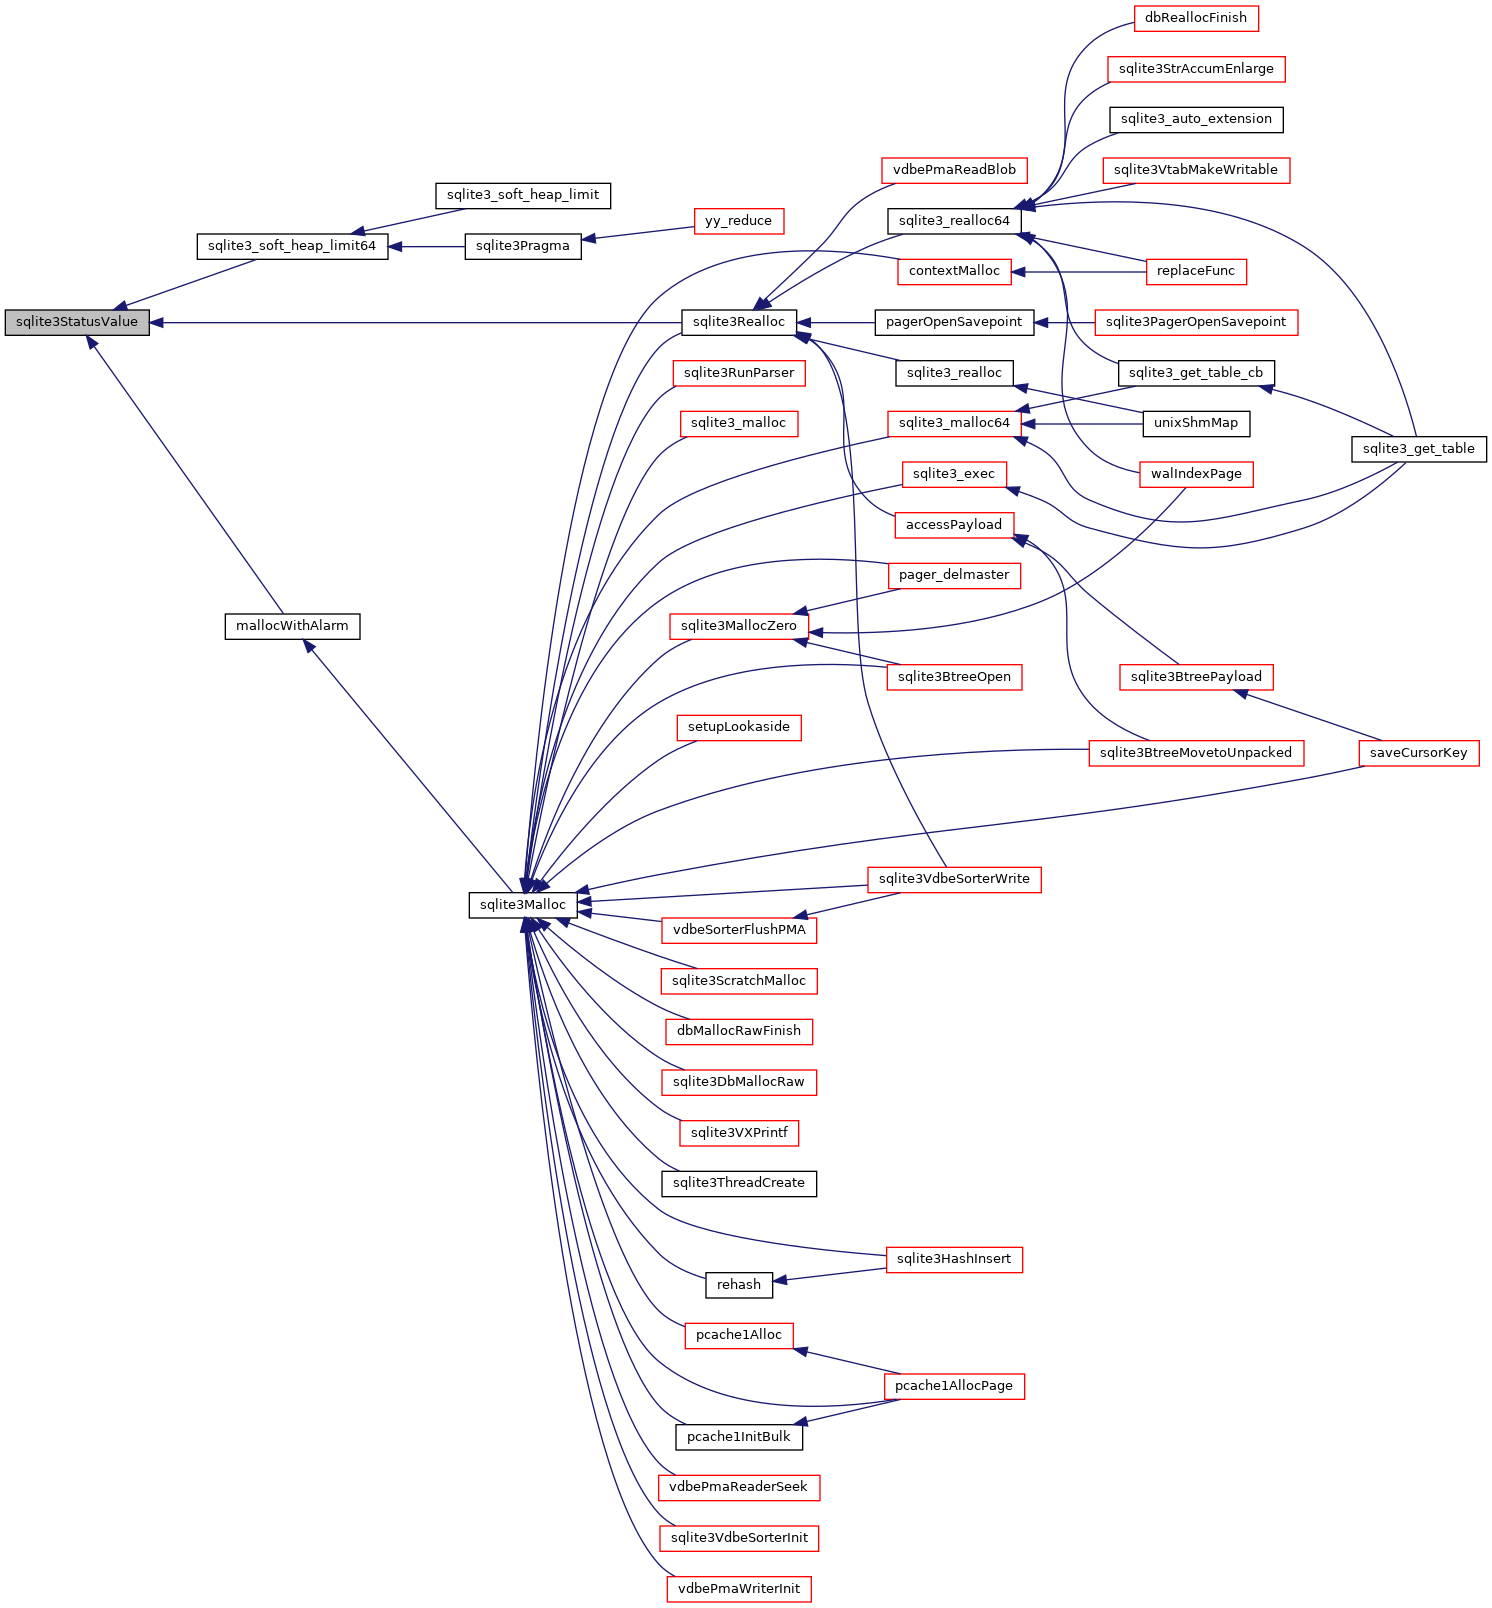 dbReallocFinish
sqlite3StrAccumEnlarge
sqlite3_auto_extension
vdbePmaReadBlob
sqlite3VtabMakeWritable
sqlite3_soft_heap_limit
yy_reduce
sqlite3_realloc64
sqlite3_soft_heap_limit64
sqlite3Pragma
contextMalloc
replaceFunc
sqlite3StatusValue
sqlite3Realloc
pagerOpenSavepoint
sqlite3PagerOpenSavepoint
sqlite3RunParser
sqlite3_realloc
sqlite3_get_table_cb
sqlite3_malloc
sqlite3_malloc64
unixShmMap
sqlite3_get_table
sqlite3_exec
walIndexPage
accessPayload
pager_delmaster
mallocWithAlarm
sqlite3MallocZero
sqlite3BtreeOpen
sqlite3BtreePayload
setupLookaside
sqlite3BtreeMovetoUnpacked
saveCursorKey
sqlite3VdbeSorterWrite
sqlite3Malloc
vdbeSorterFlushPMA
sqlite3ScratchMalloc
dbMallocRawFinish
sqlite3DbMallocRaw
sqlite3VXPrintf
sqlite3ThreadCreate
sqlite3HashInsert
rehash
pcache1Alloc
pcache1AllocPage
pcache1InitBulk
vdbePmaReaderSeek
sqlite3VdbeSorterInit
vdbePmaWriterInit